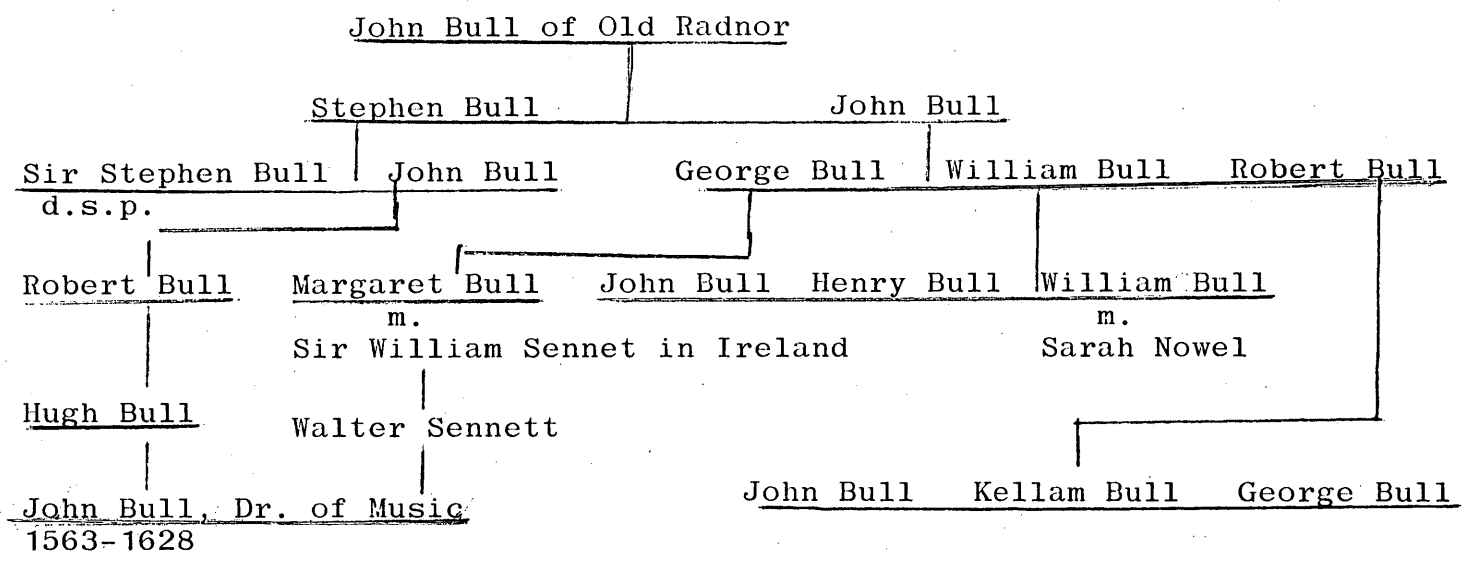 John Bull of Old Radnor
Stephen Bull John Bull
Sir Stephen Bull John Bull George Bull William Bull Robert Bull
d.s.p.
Robert Bull Margaret Bull John Bull Henry Bull William Bull
m. m.
Sir William Sennet in Ireland Sarah Nowel
Hugh Bull Walter Sennett
John Bull Kellam Bull George Bull
John Bull, Dr. of Music
1563-1628